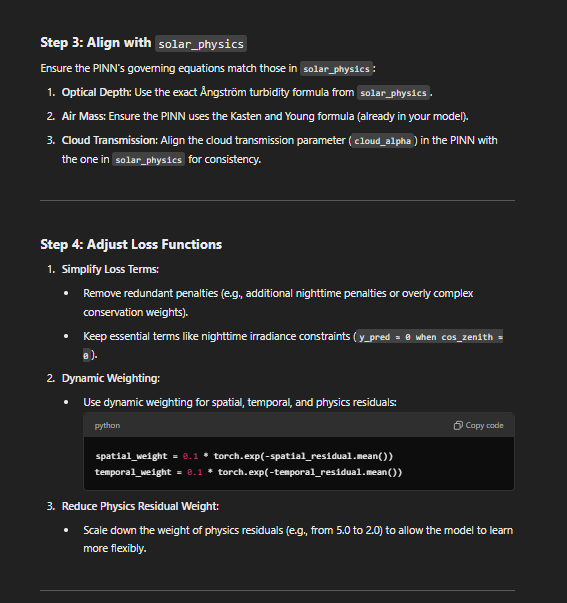 Step 3: Align with solar_physics
Ensure the PINN's governing equations match those in solar_physics:
1. Optical Depth: Use the exact Ångström turbidity formula from solar_physics.
2. Air Mass: Ensure the PINN uses the Kasten and Young formula (already in your model).
3. Cloud Transmission: Align the cloud transmission parameter (cloud_alpha) in the PINN with
the one in solar_physics for consistency.
Step 4: Adjust Loss Functions
1. Simplify Loss Terms:
• Remove redundant penalties (e.g., additional nighttime penalties or overly complex
conservation weights).
• Keep essential terms like nighttime irradiance constraints (y_pred = 0 when cos_zenith =
0).
2. Dynamic Weighting:
• Use dynamic weighting for spatial, temporal, and physics residuals:
python
Copy code
spatial_weight = 0.1 * torch.exp(-spatial_residual.mean())
temporal_weight = 0.1 * torch.exp(-temporal_residual.mean())
3. Reduce Physics Residual Weight:
• Scale down the weight of physics residuals (e.g., from 5.0 to 2.0) to allow the model to learn
more flexibly.